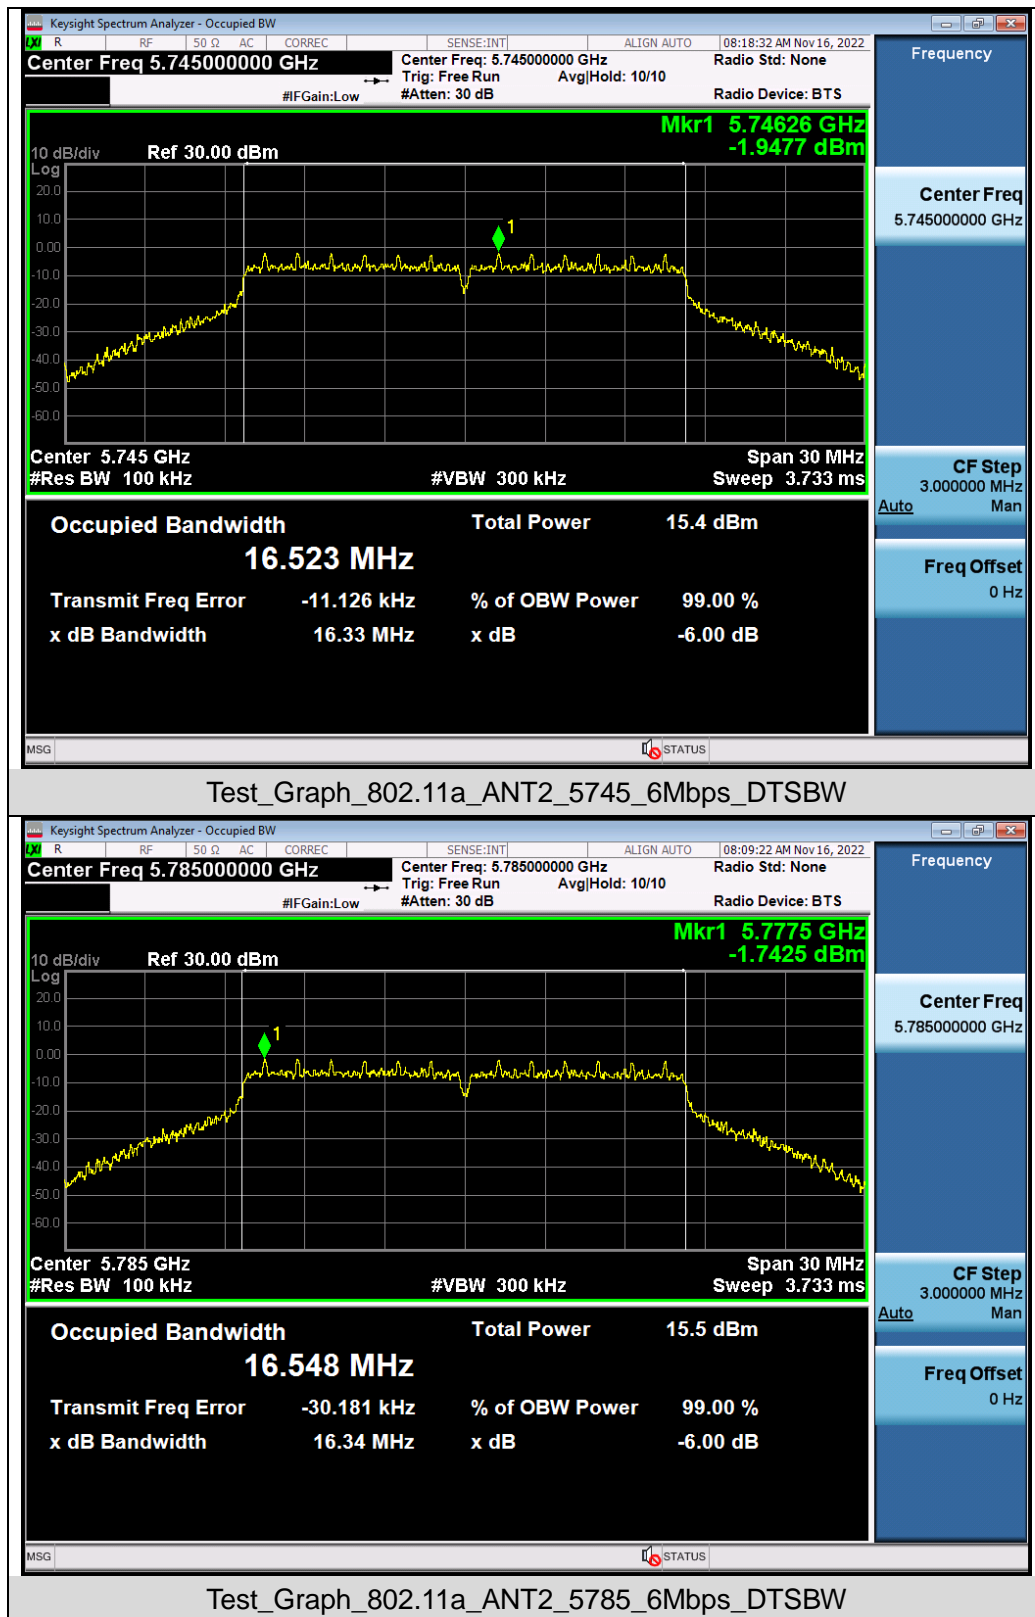 Keysight Spectrum Analyzer - Occupied BW
LXI R RF 50 Ω AC CORREC SENSE:INT ALIGN AUTO 08:18:32 AM Nov 16, 2022
Center Freq 5.745000000 GHz
Center Freq: 5.745000000 GHz Radio Std: None
Trig: Free Run Avg|Hold: 10/10
#IFGain:Low #Atten: 30 dB Radio Device: BTS
Frequency
Mkr1 5.74626 GHz
-1.9477 dBm
10 dB/div Ref 30.00 dBm
Log
20.0
10.0
0.00
-10.0
-20.0
-30.0
-40.0
-50.0
-60.0
1
Center Freq
5.745000000 GHz
Center 5.745 GHz Span 30 MHz
#Res BW 100 kHz #VBW 300 kHz Sweep 3.733 ms
CF Step
3.000000 MHz
Auto Man
Occupied Bandwidth Total Power 15.4 dBm
16.523 MHz
Transmit Freq Error -11.126 kHz % of OBW Power 99.00 %
x dB Bandwidth 16.33 MHz x dB -6.00 dB
Freq Offset
0 Hz
MSG STATUS
Test_Graph_802.11a_ANT2_5745_6Mbps_DTSBW
Keysight Spectrum Analyzer - Occupied BW
LXI R RF 50 Ω AC CORREC SENSE:INT ALIGN AUTO 08:09:22 AM Nov 16, 2022
Center Freq 5.785000000 GHz
Center Freq: 5.785000000 GHz Radio Std: None
Trig: Free Run Avg|Hold: 10/10
#IFGain:Low #Atten: 30 dB Radio Device: BTS
Frequency
Mkr1 5.7775 GHz
-1.7425 dBm
10 dB/div Ref 30.00 dBm
Log
20.0
10.0
0.00
-10.0
-20.0
-30.0
-40.0
-50.0
-60.0
1
Center Freq
5.785000000 GHz
Center 5.785 GHz Span 30 MHz
#Res BW 100 kHz #VBW 300 kHz Sweep 3.733 ms
CF Step
3.000000 MHz
Auto Man
Occupied Bandwidth Total Power 15.5 dBm
16.548 MHz
Transmit Freq Error -30.181 kHz % of OBW Power 99.00 %
x dB Bandwidth 16.34 MHz x dB -6.00 dB
Freq Offset
0 Hz
MSG STATUS
Test_Graph_802.11a_ANT2_5785_6Mbps_DTSBW